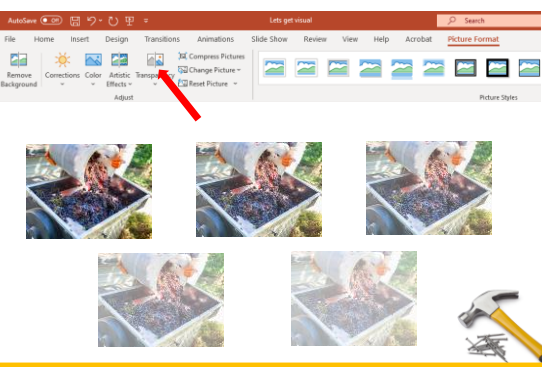 AutoSave Off Lets get visual Search
File Home Insert Design Transitions Animations Slide Show Review View Help Acrobat Picture Format
Remove Background Corrections Color Artistic Effects Transparency Compress Pictures
Change Picture
Reset Picture
Adjust Picture Styles